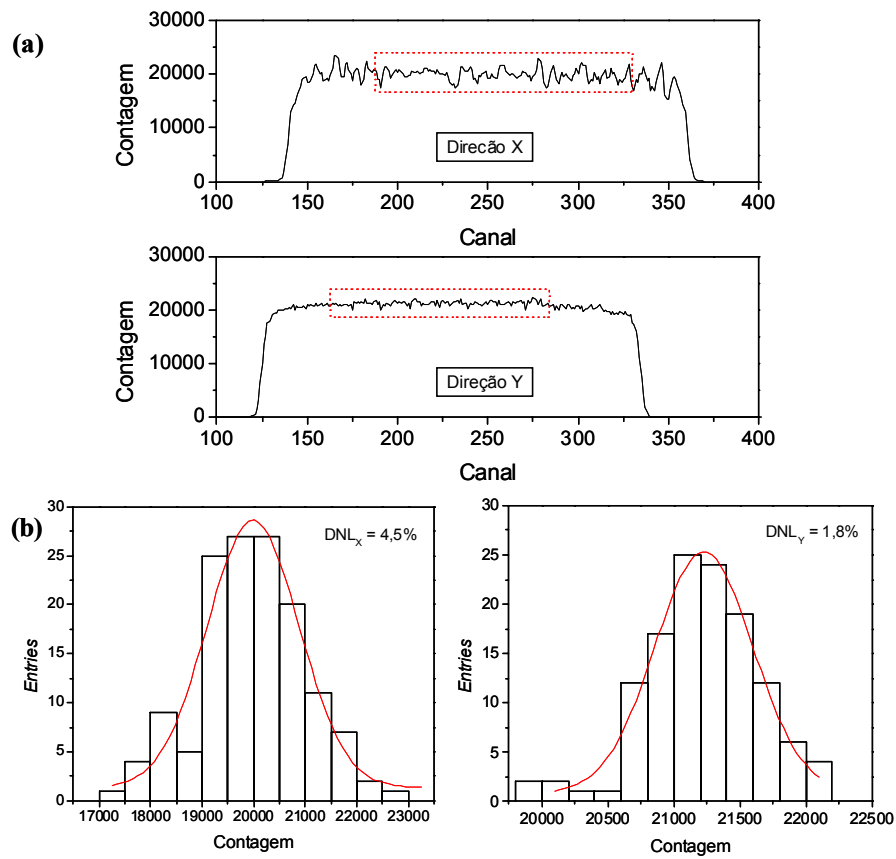 (a)
Contagem
30000
20000
10000
0
Direcão X
100 150 200 250 300 350 400
Canal
Contagem
30000
20000
10000
0
Direção Y
100 150 200 250 300 350 400
Canal
(b)
Entries
30
25
20
15
10
5
0
DNLX = 4,5%
17000 18000 19000 20000 21000 22000 23000
Contagem
Entries
30
25
20
15
10
5
0
DNLY = 1,8%
20000 20500 21000 21500 22000 22500
Contagem